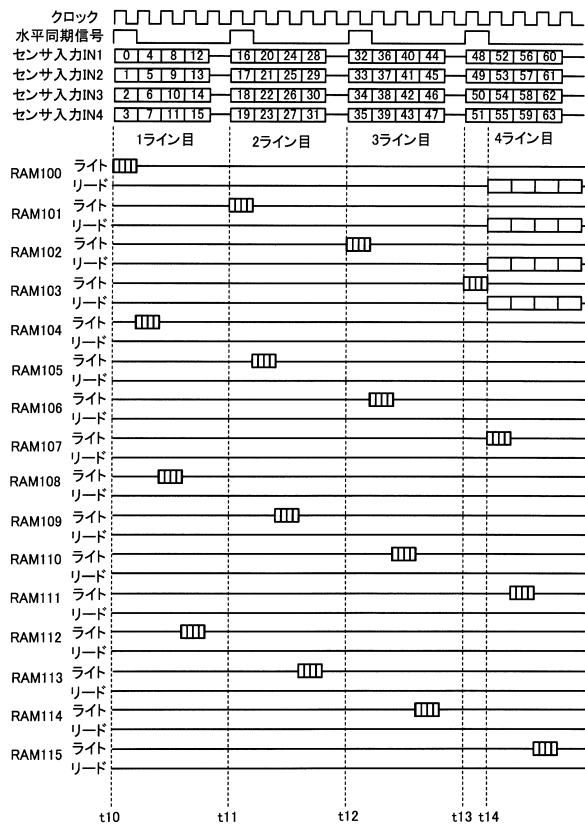 クロック
水平同期信号
センサ入力IN1 0 4 8 12 16 20 24 28 32 36 40 44 48 52 56 60
センサ入力IN2 1 5 9 13 17 21 25 29 33 37 41 45 49 53 57 61
センサ入力IN3 2 6 10 14 18 22 26 30 34 38 42 46 50 54 58 62
センサ入力IN4 3 7 11 15 19 23 27 31 35 39 43 47 51 55 59 63
1ライン目 2ライン目 3ライン目 4ライン目
RAM100 ライト
リード
RAM101 ライト
リード
RAM102 ライト
リード
RAM103 ライト
リード
RAM104 ライト
リード
RAM105 ライト
リード
RAM106 ライト
リード
RAM107 ライト
リード
RAM108 ライト
リード
RAM109 ライト
リード
RAM110 ライト
リード
RAM111 ライト
リード
RAM112 ライト
リード
RAM113 ライト
リード
RAM114 ライト
リード
RAM115 ライト
リード
t10 t11 t12 t13 t14